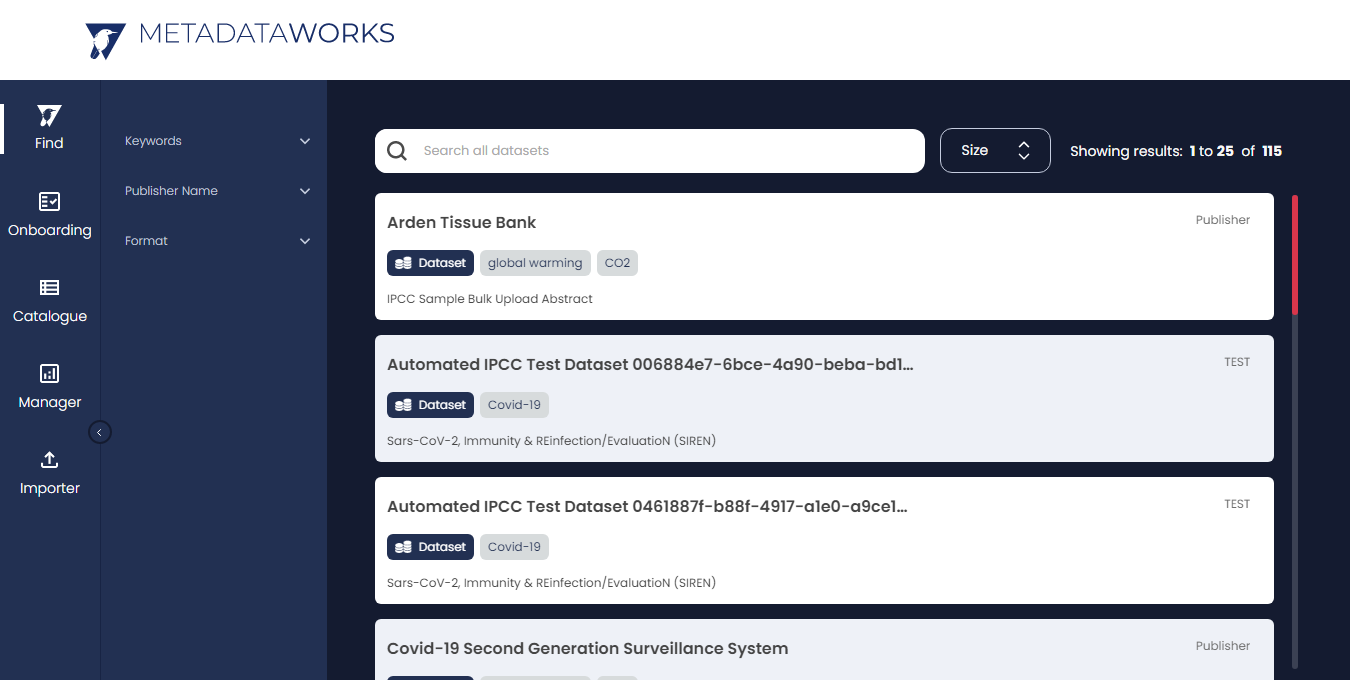 METADATAWORKS
Find
Onboarding
Catalogue
Manager
Importer
Keywords
Publisher Name
Format
Search all datasets
Size
Showing results: 1 to 25 of 115
Arden Tissue Bank
Publisher
Dataset global warming CO2
IPCC Sample Bulk Upload Abstract
Automated IPCC Test Dataset 006884e7-6bce-4a90-beba-bd1...
TEST
Dataset Covid-19
Sars-CoV-2, Immunity & REinfection/EvaluatioN (SIREN)
Automated IPCC Test Dataset 0461887f-b88f-4917-a1e0-a9ce1...
TEST
Dataset Covid-19
Sars-CoV-2, Immunity & REinfection/EvaluatioN (SIREN)
Covid-19 Second Generation Surveillance System
Publisher